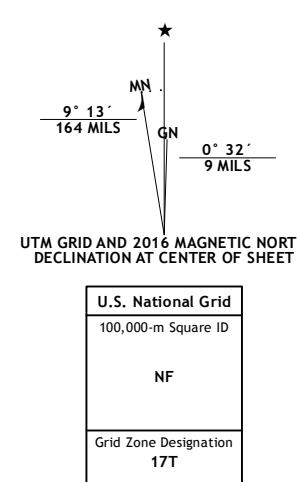 ★
MN
9° 13´
164 MILS
GN
0° 32´
9 MILS
UTM GRID AND 2016 MAGNETIC NORT
DECLINATION AT CENTER OF SHEET
U.S. National Grid
100,000-m Square ID
NF
Grid Zone Designation
17T